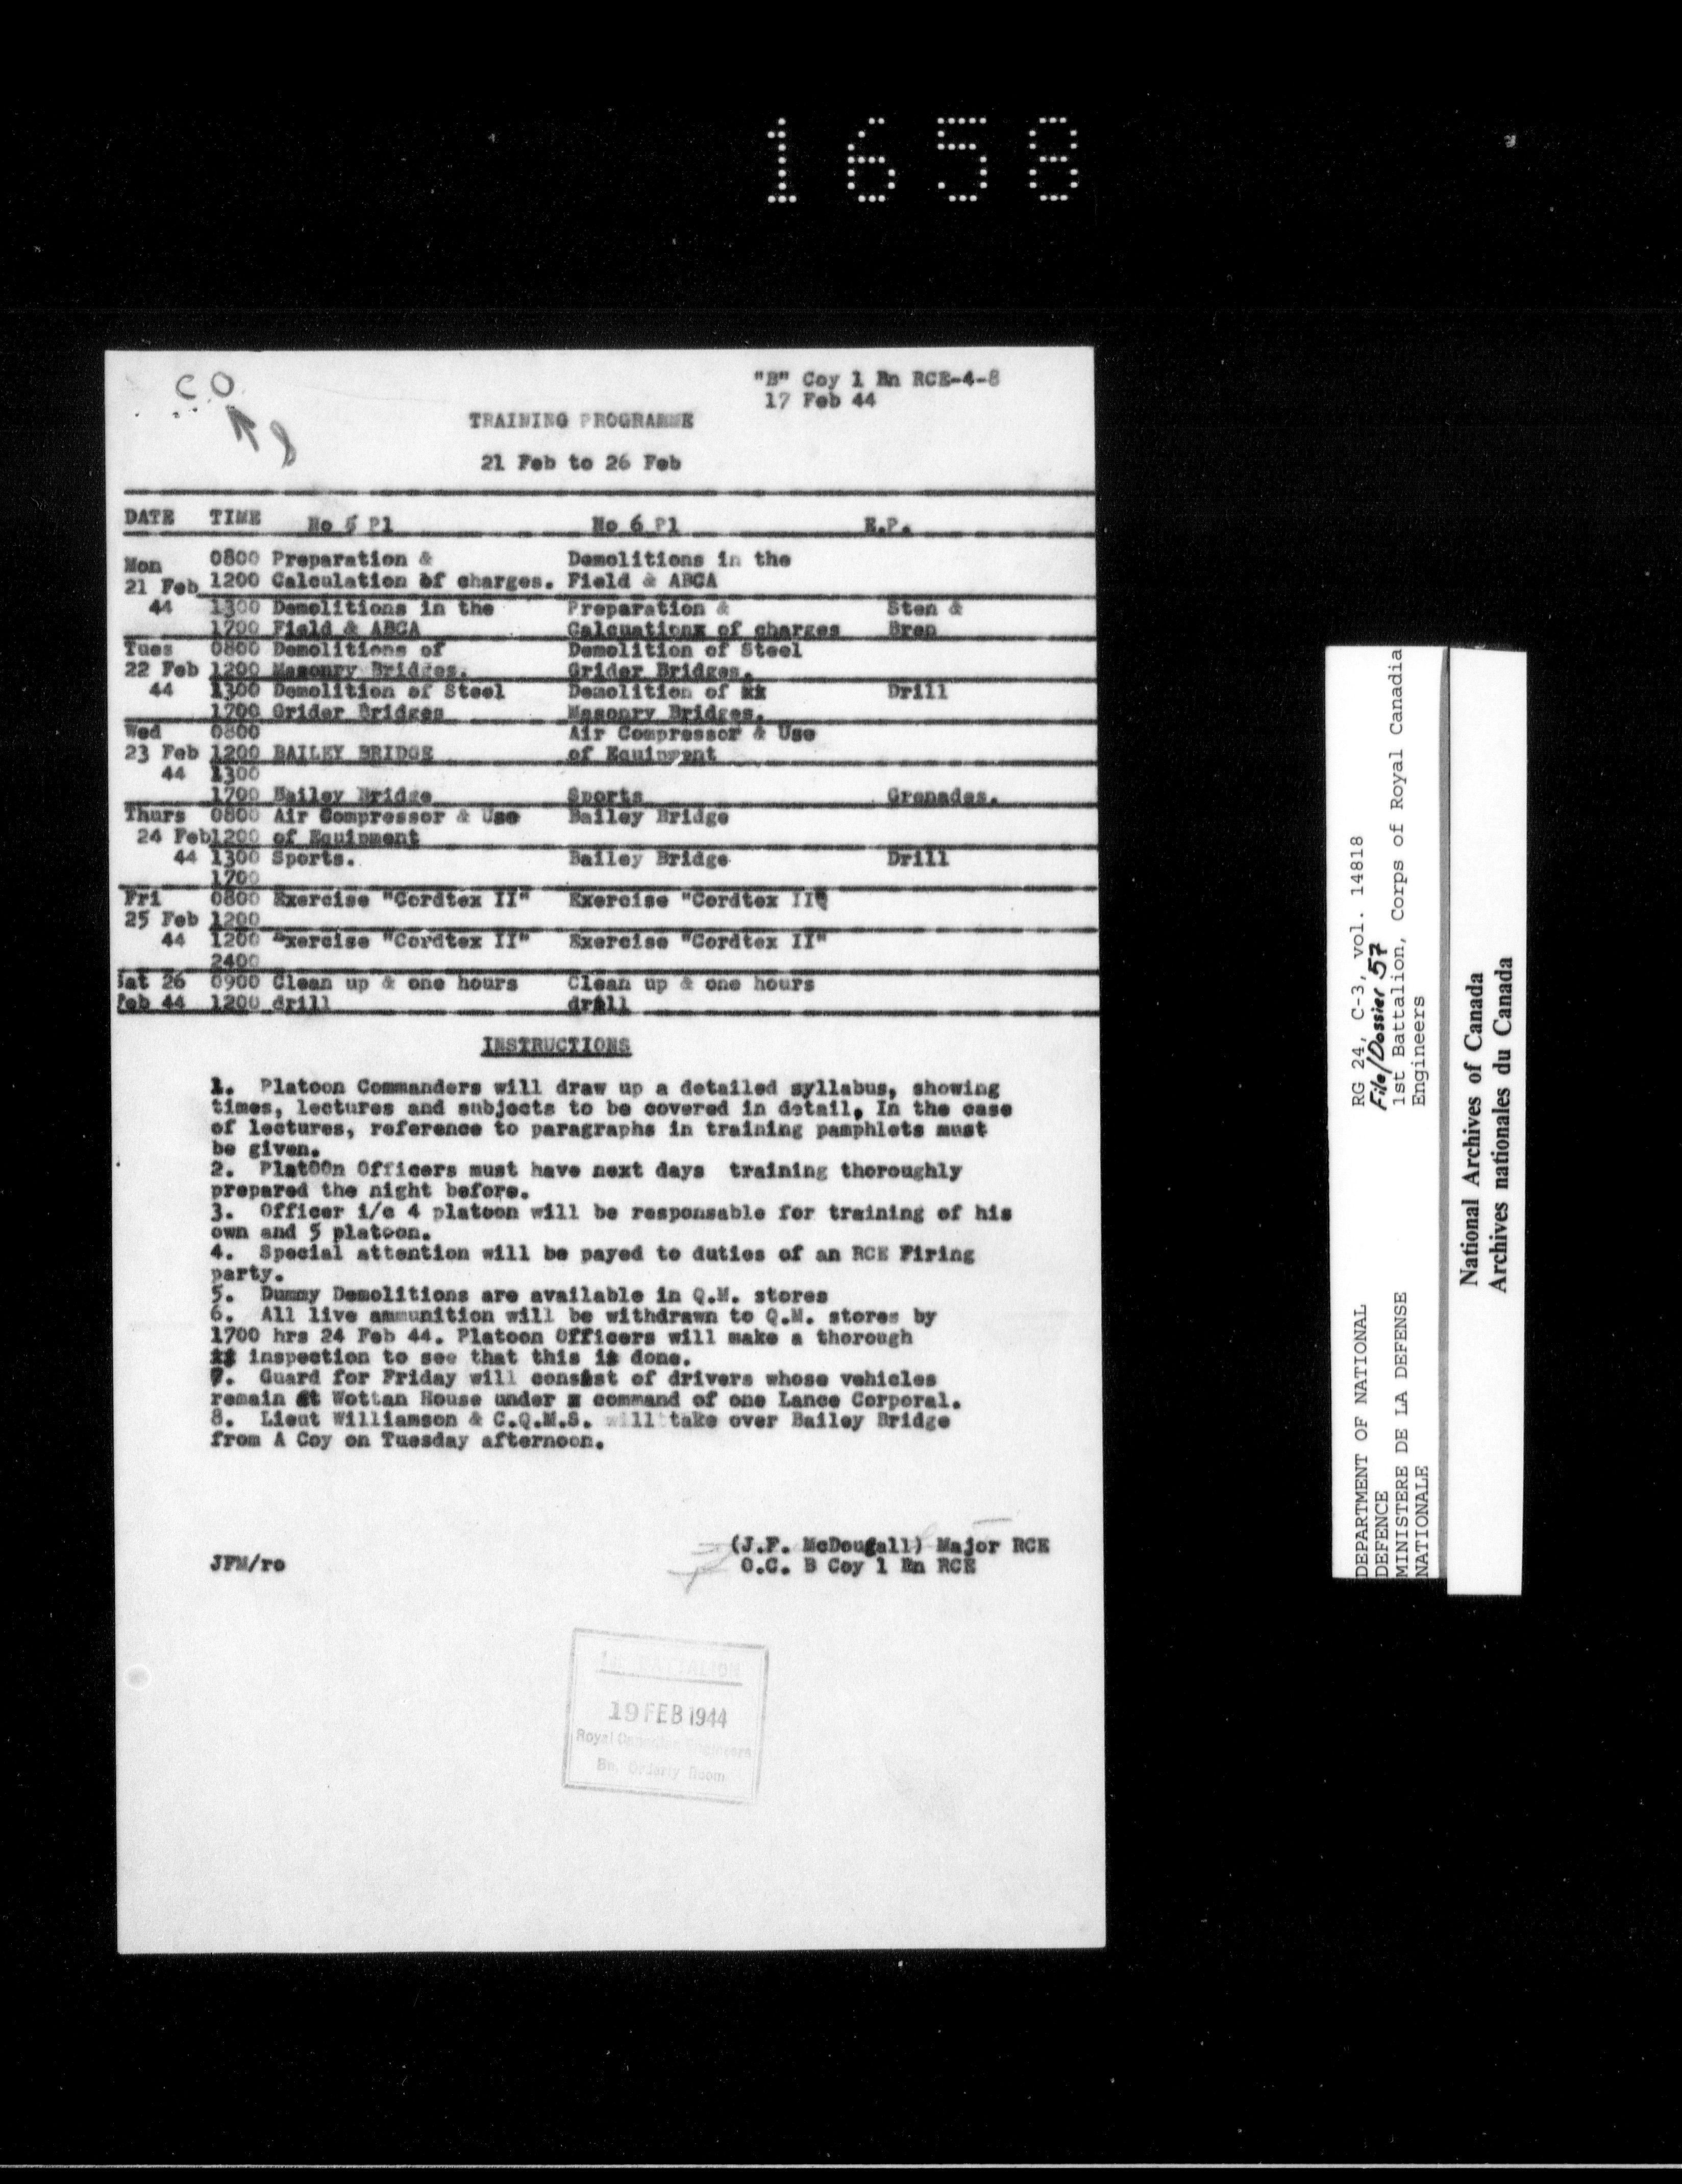 1658
C O
"B" Coy 1 Bn RCE-4-8
17 Feb 44
TRAINING PROGRAMME
21 Feb to 26 Feb
DATE TIME No 5 Pl No 6 Pl H.P.
Mon 0800 Preparation & Demolitions in the
21 Feb 1200 Calculation of charges. Field & ABCA
44 1300 Demolitions in the Preparation & Sten &
1700 Field & ABCA Calcuations of charges Bren
Tues 0800 Demolitions of Demolition of Steel
22 Feb 1200 Masonry Bridges. Grider Bridges.
44 1300 Demolition of Steel Demolition of xx Drill
1700 Grider Bridges Masonry Bridges.
Wed 0800 Air Compressor & Use
23 Feb 1200 BAILEY BRIDGE of Equipment
44 1300
1700 Bailey Bridge Sports Grenades.
Thurs 0800 Air Compressor & Use Bailey Bridge
24 Feb1200 of Equipment
44 1300 Sports. Bailey Bridge Drill
1700
Fri 0800 Exercise "Cordtex II" Exercise "Cordtex II"
25 Feb 1200
44 1200 Exercise "Cordtex II" Exercise "Cordtex II"
2400
Sat 26 0900 Clean up & one hours Clean up & one hours
Feb 44 1200 drill drill
INSTRUCTIONS
1. Platoon Commanders will draw up a detailed syllabus, showing
times, lectures and subjects to be covered in detail. In the case
of lectures, reference to paragraphs in training pamphlets must
be given.
2. PlatOOn Officers must have next days training thoroughly
prepared the night before.
3. Officer i/c 4 platoon will be responsable for training of his
own and 5 platoon.
4. Special attention will be payed to duties of an RCE Firing
party.
5. Dummy Demolitions are available in Q.M. stores
6. All live ammunition will be withdrawn to Q.M. stores by
1700 hrs 24 Feb 44. Platoon Officers will make a thorough
inspection to see that this is done.
7. Guard for Friday will consist of drivers whose vehicles
remain at Wottan House under x command of one Lance Corporal.
8. Lieut Williamson & C.Q.M.S. will take over Bailey Bridge
from A Coy on Tuesday afternoon.
(J.F. McDougall) Major RCE
JFM/ro O.C. B Coy 1 Bn RCE
1st BATTALION
19 FEB 1944
Royal Canadian Engineers
Bn. Orderly Room
DEPARTMENT OF NATIONAL RG 24, C-3, vol. 14818
DEFENCE File/Dossier 57
MINISTERE DE LA DEFENSE 1st Battalion, Corps of Royal Canadia
NATIONALE Engineers
National Archives of Canada
Archives nationales du Canada